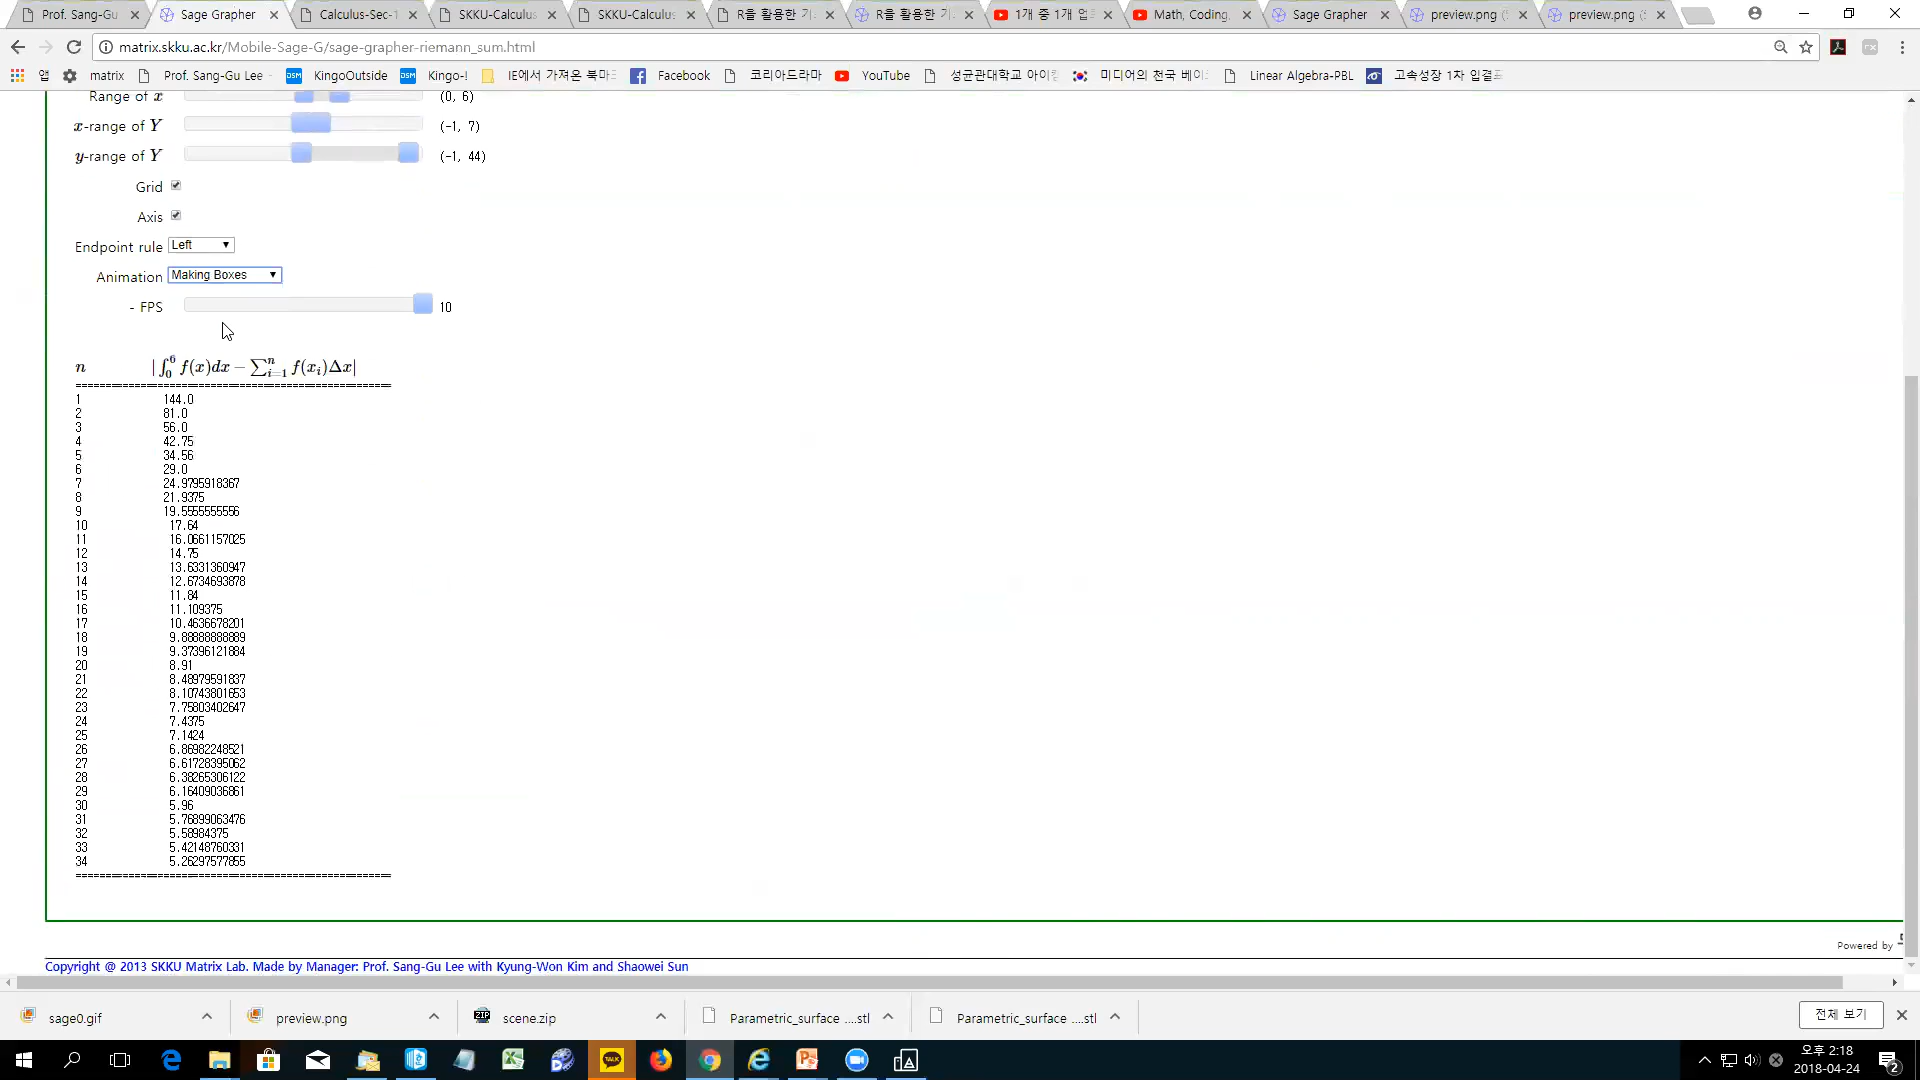 Prof. Sang-Gu
Sage Grapher
Calculus-Sec-1
SKKU-Calculus
SKKU-Calculus
R을 활용한 기
R을 활용한 기
1개 중 1개 업
Math, Coding,
Sage Grapher
preview.png (
preview.png (
matrix.skku.ac.kr/Mobile-Sage-G/sage-grapher-riemann_sum.html
앱
matrix
Prof. Sang-Gu Lee -
KingoOutside
Kingo-!
IE에서 가져온 북마
Facebook
코리아드라마
YouTube
성균관대학교 아이
미디어의 천국 베이
Linear Algebra-PBL
고속성장 1차 입결
Range of x (0, 6)
x-range of Y (-1, 7)
y-range of Y (-1, 44)
Grid
Axis
Endpoint rule Left
Animation Making Boxes
- FPS 10
n |∫₀⁶ f(x)dx − ∑ⁿᵢ₌₁ f(xᵢ)Δx|
1 144.0
2 81.0
3 56.0
4 42.75
5 34.56
6 29.0
7 24.9795918367
8 21.9375
9 19.5555555556
10 17.64
11 16.0661157025
12 14.75
13 13.6331360947
14 12.6734693878
15 11.84
16 11.109375
17 10.4636678201
18 9.88888888889
19 9.37396121884
20 8.91
21 8.48979591837
22 8.10743801653
23 7.75803402647
24 7.4375
25 7.1424
26 6.86982248521
27 6.61728395062
28 6.38265306122
29 6.16409036861
30 5.96
31 5.76899063476
32 5.58984375
33 5.42148760331
34 5.26297577855
Powered by
Copyright @ 2013 SKKU Matrix Lab. Made by Manager: Prof. Sang-Gu Lee with Kyung-Won Kim and Shaowei Sun
sage0.gif
preview.png
scene.zip
Parametric_surface ....stl
Parametric_surface ....stl
전체 보기
오후 2:18
2018-04-24
2